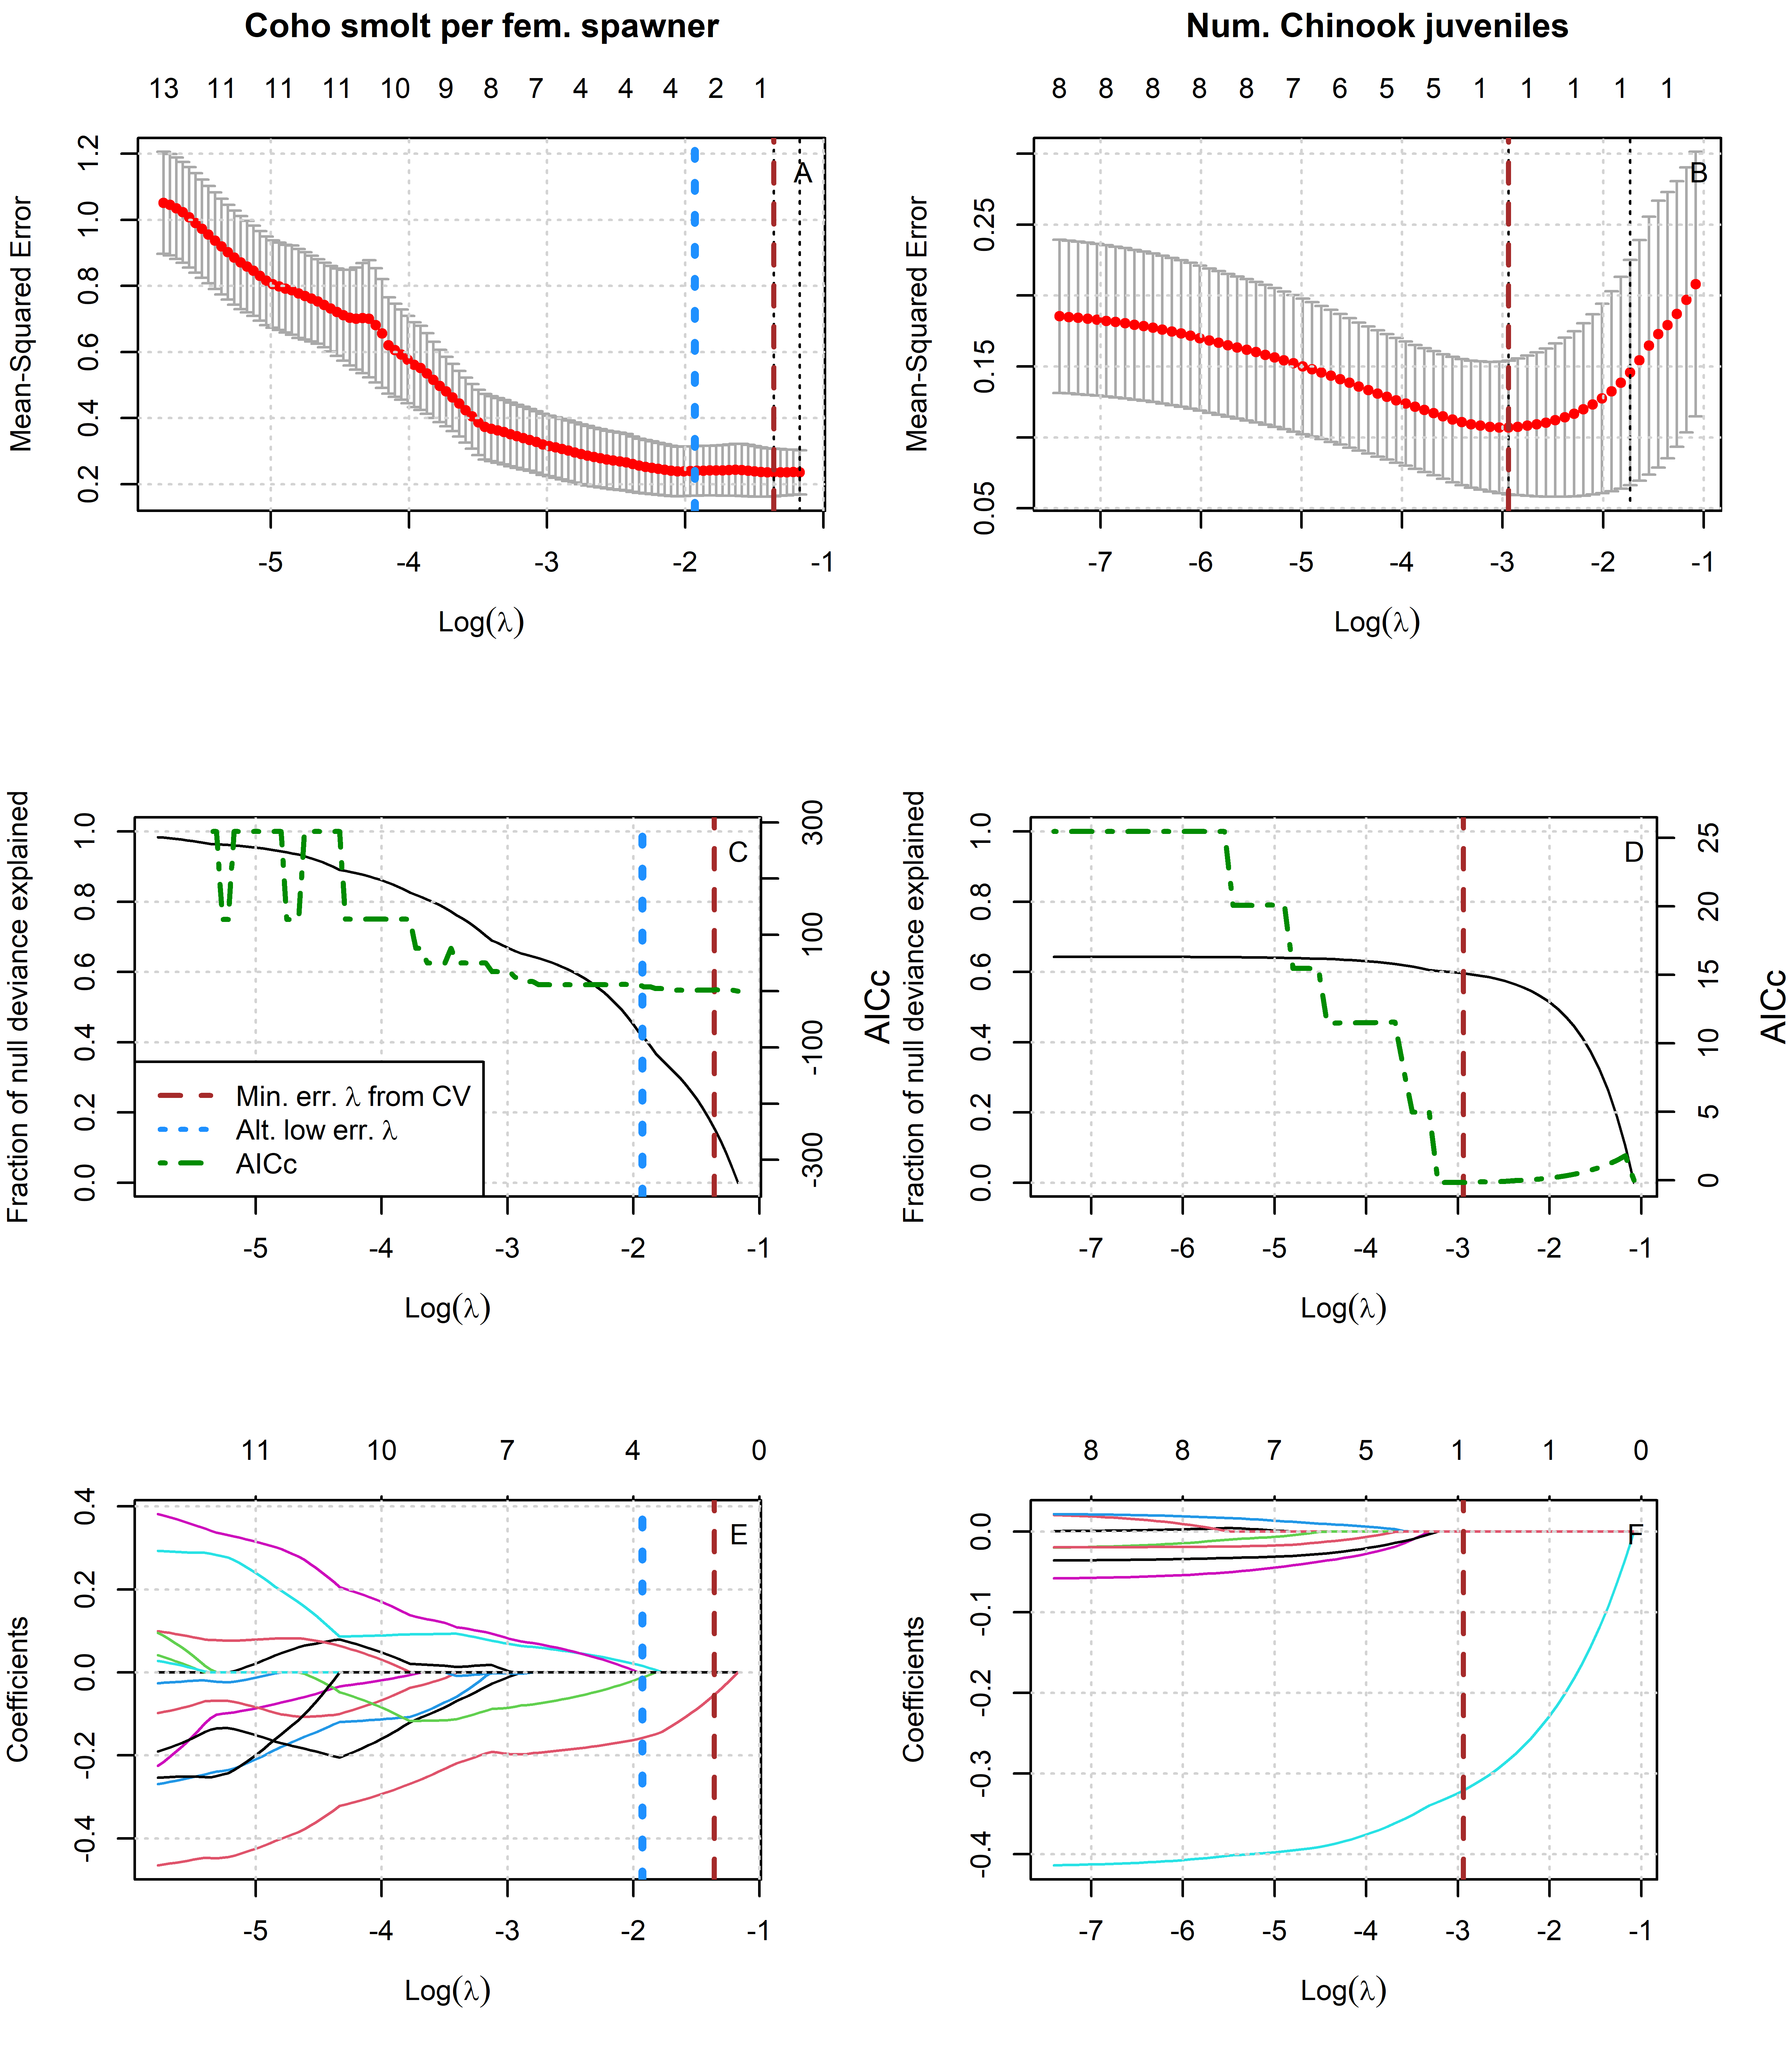 Coho smolt per fem. spawner
13 11 11 11 10 9 8 7 4 4 4 2 1
A
Mean-Squared Error
1.2
1.0
0.8
0.6
0.4
0.2
-5 -4 -3 -2 -1
Log(λ)
Num. Chinook juveniles
8 8 8 8 8 7 6 5 5 1 1 1 1 1
B
Mean-Squared Error
0.25
0.15
0.05
-7 -6 -5 -4 -3 -2 -1
Log(λ)
C
Fraction of null deviance explained
1.0
0.8
0.6
0.4
0.2
0.0
300
100
-100
-300
AICc
Min. err. λ from CV
Alt. low err. λ
AICc
-5 -4 -3 -2 -1
Log(λ)
D
Fraction of null deviance explained
1.0
0.8
0.6
0.4
0.2
0.0
25
20
15
10
5
0
AICc
-7 -6 -5 -4 -3 -2 -1
Log(λ)
11 10 7 4 0
E
Coefficients
0.4
0.2
0.0
-0.2
-0.4
-5 -4 -3 -2 -1
Log(λ)
8 8 7 5 1 1 0
F
Coefficients
0.0
-0.1
-0.2
-0.3
-0.4
-7 -6 -5 -4 -3 -2 -1
Log(λ)